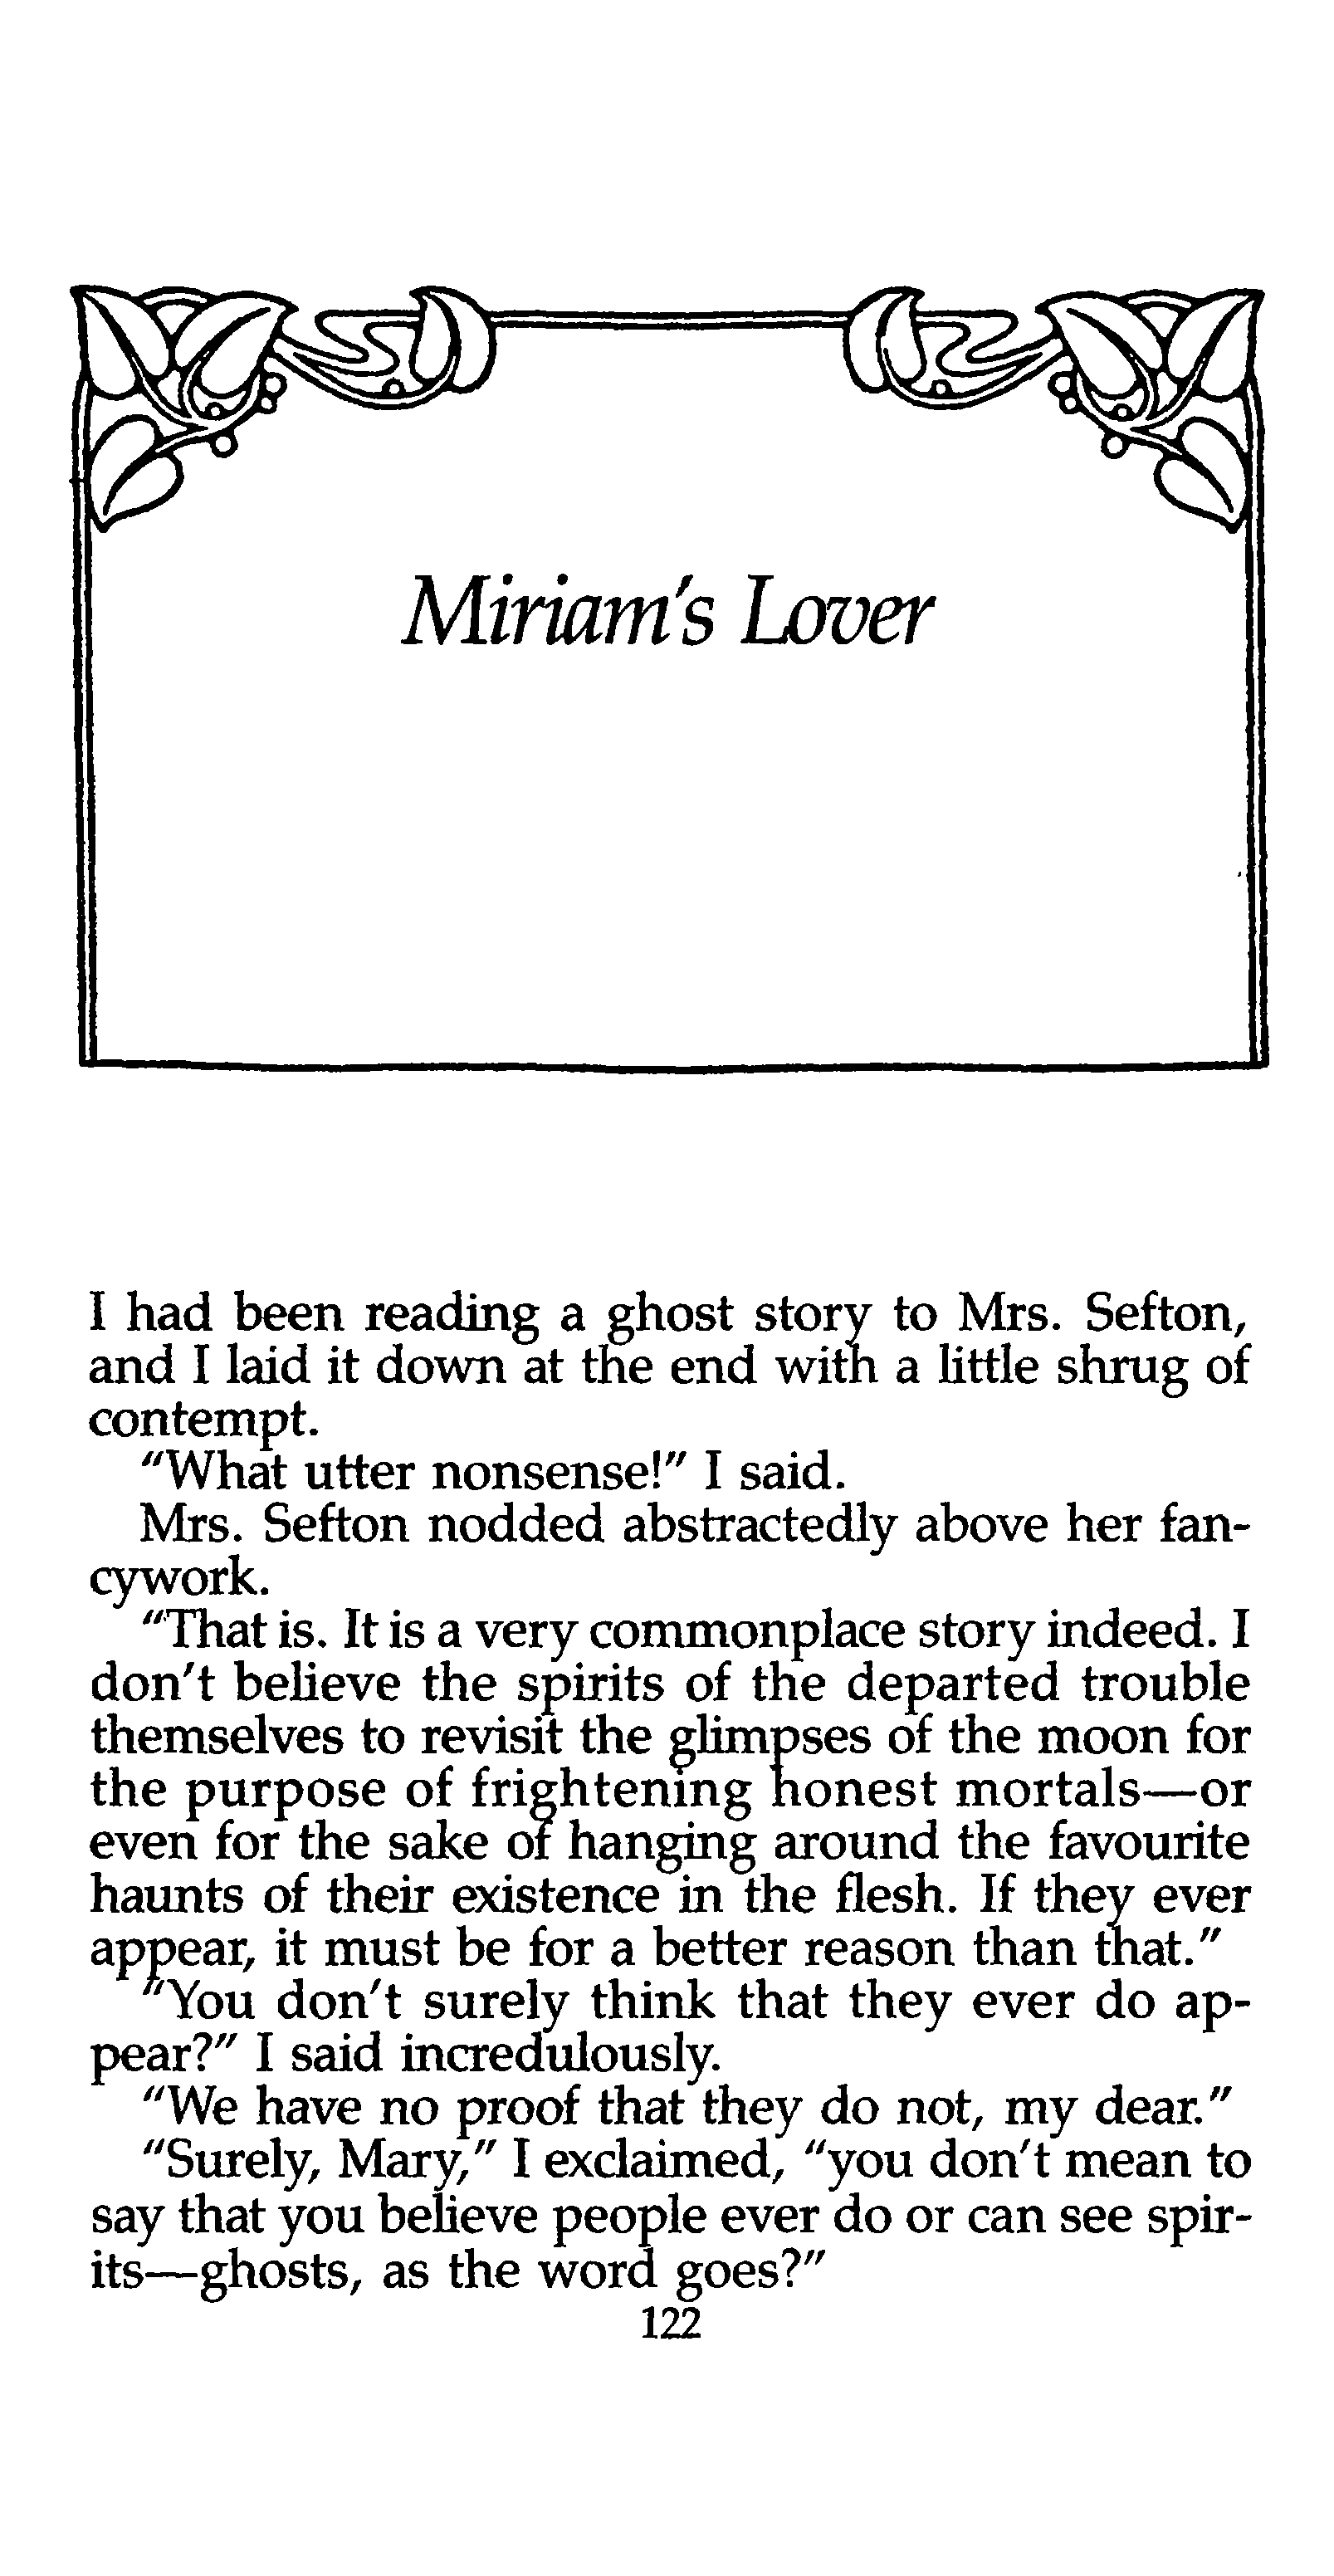 Miriam's Lover
I had been reading a ghost story to Mrs. Sefton,
and I laid it down at the end with a little shrug of
contempt.
"What utter nonsense!" I said.
Mrs. Sefton nodded abstractedly above her fan-
cywork.
"That is. It is a very commonplace story indeed. I
don't believe the spirits of the departed trouble
themselves to revisit the glimpses of the moon for
the purpose of frightening honest mortals—or
even for the sake of hanging around the favourite
haunts of their existence in the flesh. If they ever
appear, it must be for a better reason than that."
"You don't surely think that they ever do ap-
pear?" I said incredulously.
"We have no proof that they do not, my dear."
"Surely, Mary," I exclaimed, "you don't mean to
say that you believe people ever do or can see spir-
its—ghosts, as the word goes?"
122